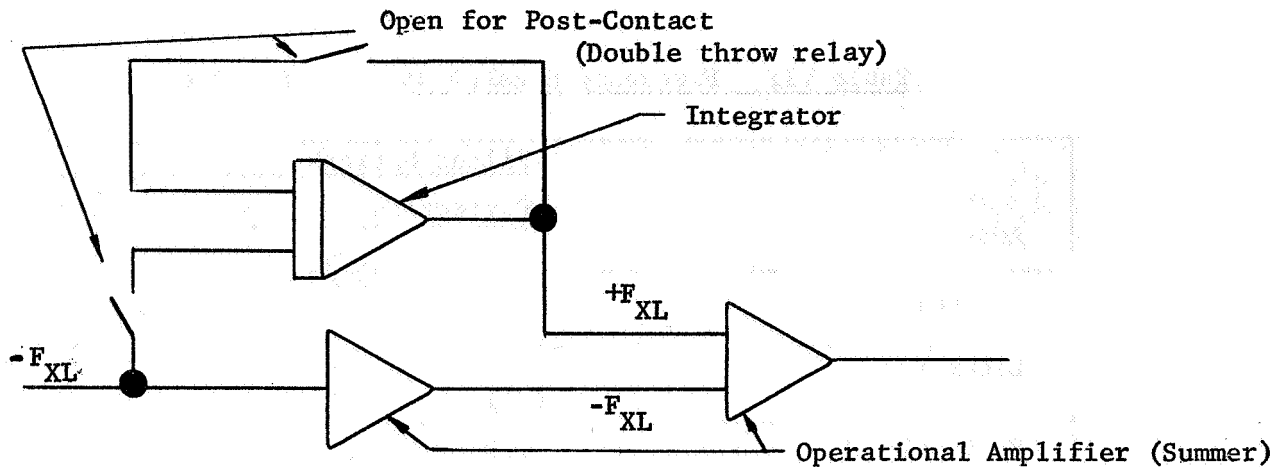 Open for Post-Contact
(Double throw relay)
Integrator
+F_XL
-F_XL
-F_XL
Operational Amplifier (Summer)